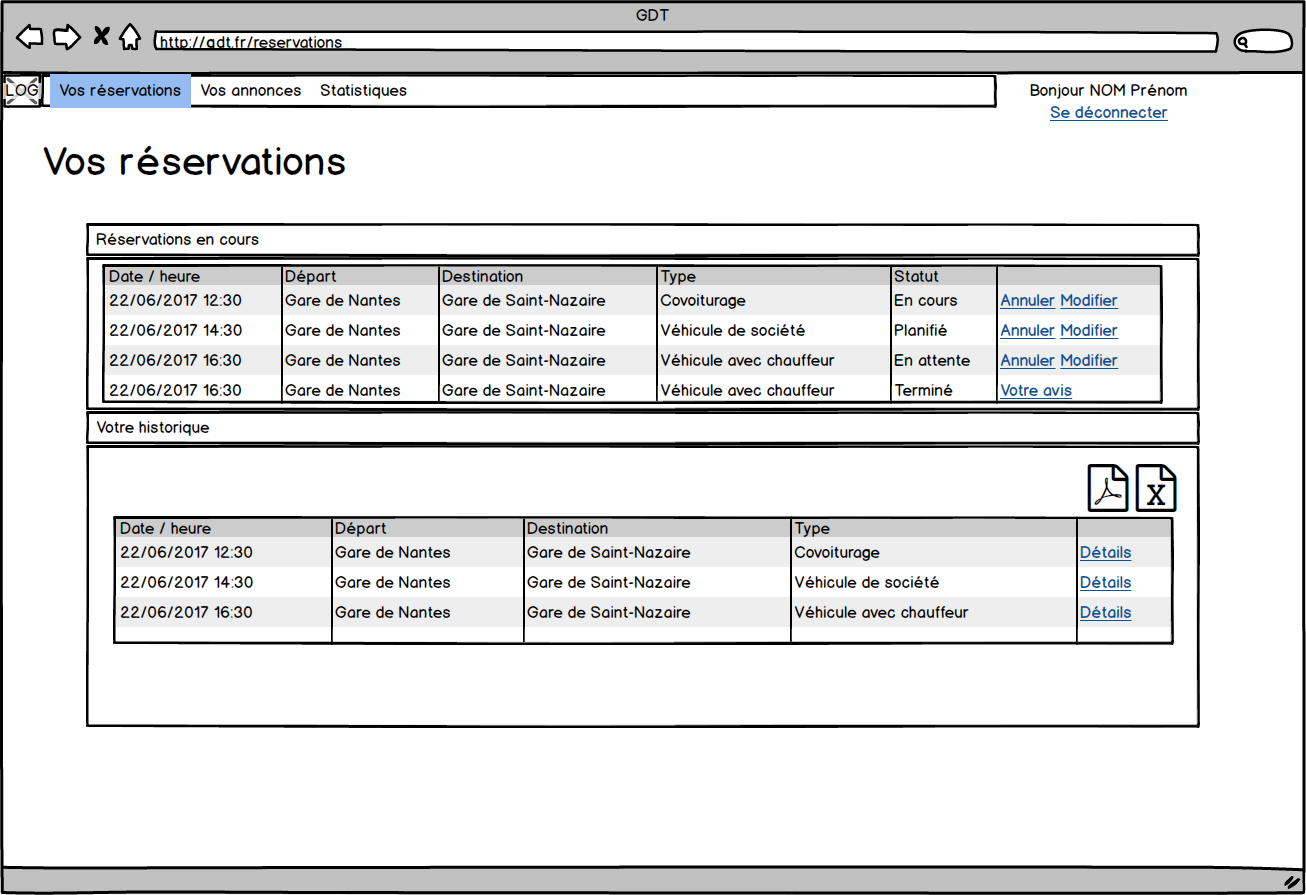 GDT
http://gdt.fr/reservations
LOG Vos réservations Vos annonces Statistiques Bonjour NOM Prénom
Se déconnecter
Vos réservations
Réservations en cours
Date / heure Départ Destination Type Statut
22/06/2017 12:30 Gare de Nantes Gare de Saint-Nazaire Covoiturage En cours Annuler Modifier
22/06/2017 14:30 Gare de Nantes Gare de Saint-Nazaire Véhicule de société Planifié Annuler Modifier
22/06/2017 16:30 Gare de Nantes Gare de Saint-Nazaire Véhicule avec chauffeur En attente Annuler Modifier
22/06/2017 16:30 Gare de Nantes Gare de Saint-Nazaire Véhicule avec chauffeur Terminé Votre avis
Votre historique
X
Date / heure Départ Destination Type
22/06/2017 12:30 Gare de Nantes Gare de Saint-Nazaire Covoiturage Détails
22/06/2017 14:30 Gare de Nantes Gare de Saint-Nazaire Véhicule de société Détails
22/06/2017 16:30 Gare de Nantes Gare de Saint-Nazaire Véhicule avec chauffeur Détails